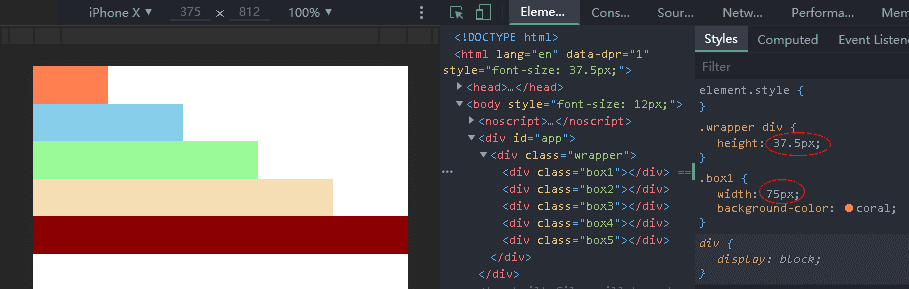 iPhone X ▼ 375 × 812 100% ▼
Eleme... Cons... Sour... Netw... Performa... Mem
<!DOCTYPE html>
<html lang="en" data-dpr="1"
style="font-size: 37.5px;">
<head>…</head>
<body style="font-size: 12px;">
<noscript>…</noscript>
<div id="app">
<div class="wrapper">
<div class="box1"></div> ==
<div class="box2"></div>
<div class="box3"></div>
<div class="box4"></div>
<div class="box5"></div>
</div>
</div>
Styles Computed Event Listene
Filter
element.style {
}
.wrapper div {
height: 37.5px;
}
.box1 {
width: 75px;
background-color: coral;
}
div {
display: block;
}